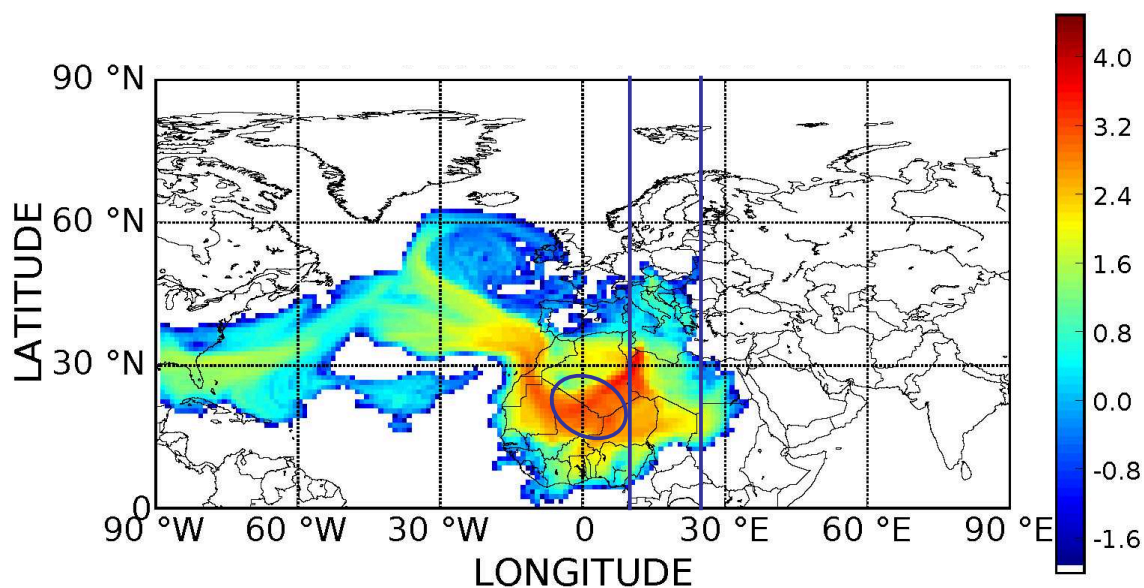 90 °N
60 °N
30 °N
0
LATITUDE
90 °W
60 °W
30 °W
0
30 °E
60 °E
90 °E
LONGITUDE
4.0
3.2
2.4
1.6
0.8
0.0
-0.8
-1.6